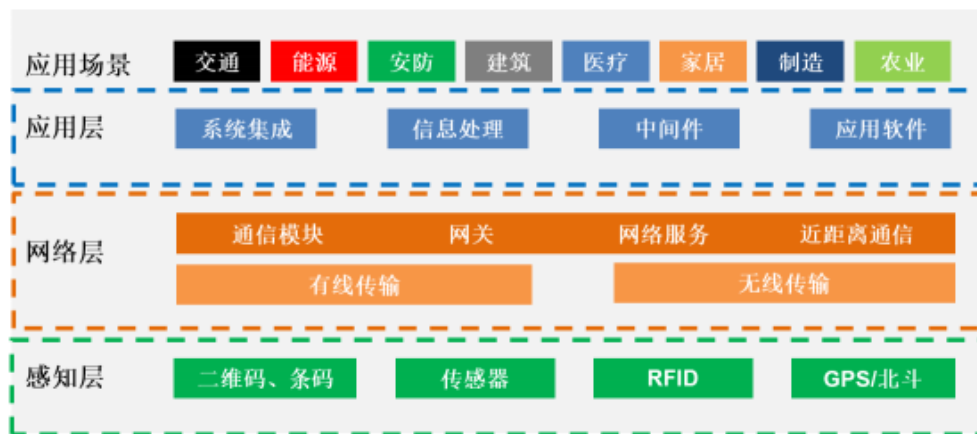 应用场景 交通 能源 安防 建筑 医疗 家居 制造 农业
应用层 系统集成 信息处理 中间件 应用软件
网络层
通信模块 网关 网络服务 近距离通信
有线传输 无线传输
感知层 二维码、条码 传感器 RFID GPS/北斗